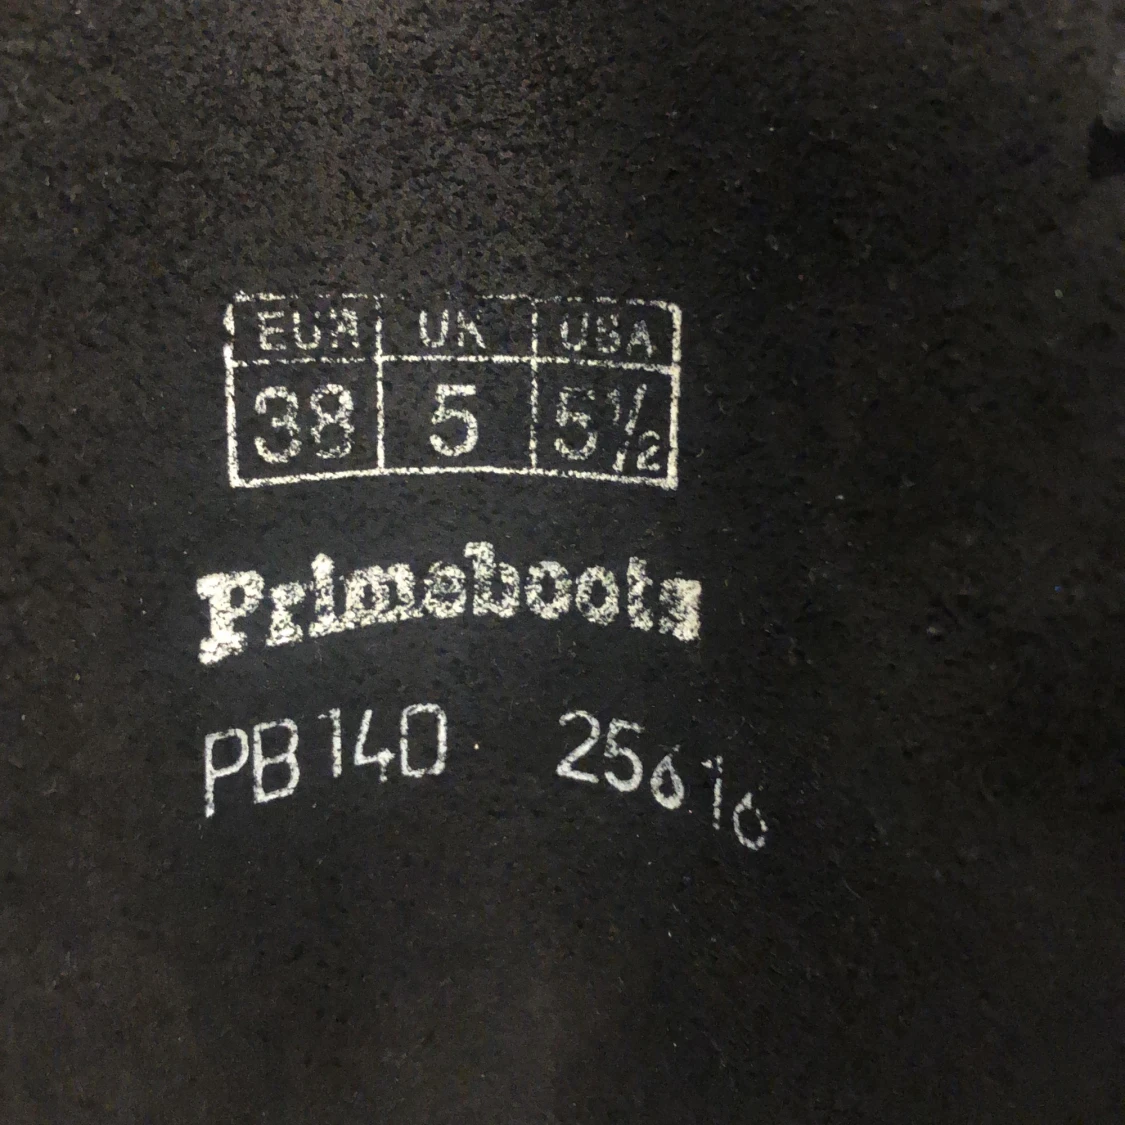 EUR UK USA
38 5 5½
Primeboots
PB 140 25616